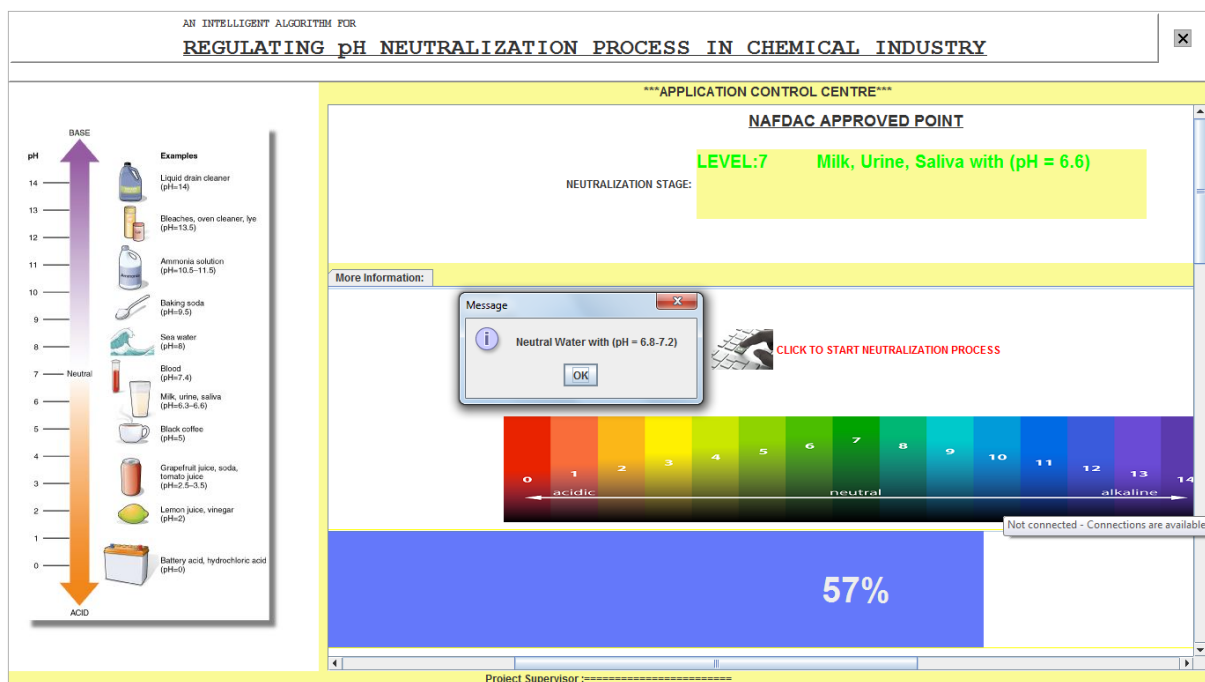 AN INTELLIGENT ALGORITHM FOR
REGULATING pH NEUTRALIZATION PROCESS IN CHEMICAL INDUSTRY
***APPLICATION CONTROL CENTRE***
BASE
pH
Examples
14
Liquid drain cleaner
(pH=14)
13
Bleaches, oven cleaner, lye
(pH=13.5)
12
11
Ammonia solution
(pH=10.5–11.5)
10
Baking soda
(pH=9.5)
9
Sea water
(pH=8)
8
7
Neutral
Blood
(pH=7.4)
6
Milk, urine, saliva
(pH=6.3–6.6)
5
Black coffee
(pH=5)
4
Grapefruit juice, soda,
tomato juice
(pH=2.5–3.5)
3
2
Lemon juice, vinegar
(pH=2)
1
0
Battery acid, hydrochloric acid
(pH=0)
ACID
NAFDAC APPROVED POINT
NEUTRALIZATION STAGE:
LEVEL:7 Milk, Urine, Saliva with (pH = 6.6)
More Information:
Message
Neutral Water with (pH = 6.8-7.2)
OK
CLICK TO START NEUTRALIZATION PROCESS
0 1 2 3 4 5 6 7 8 9 10 11 12 13 14
acidic neutral alkaline
Not connected - Connections are available
57%
Project Supervisor :========================